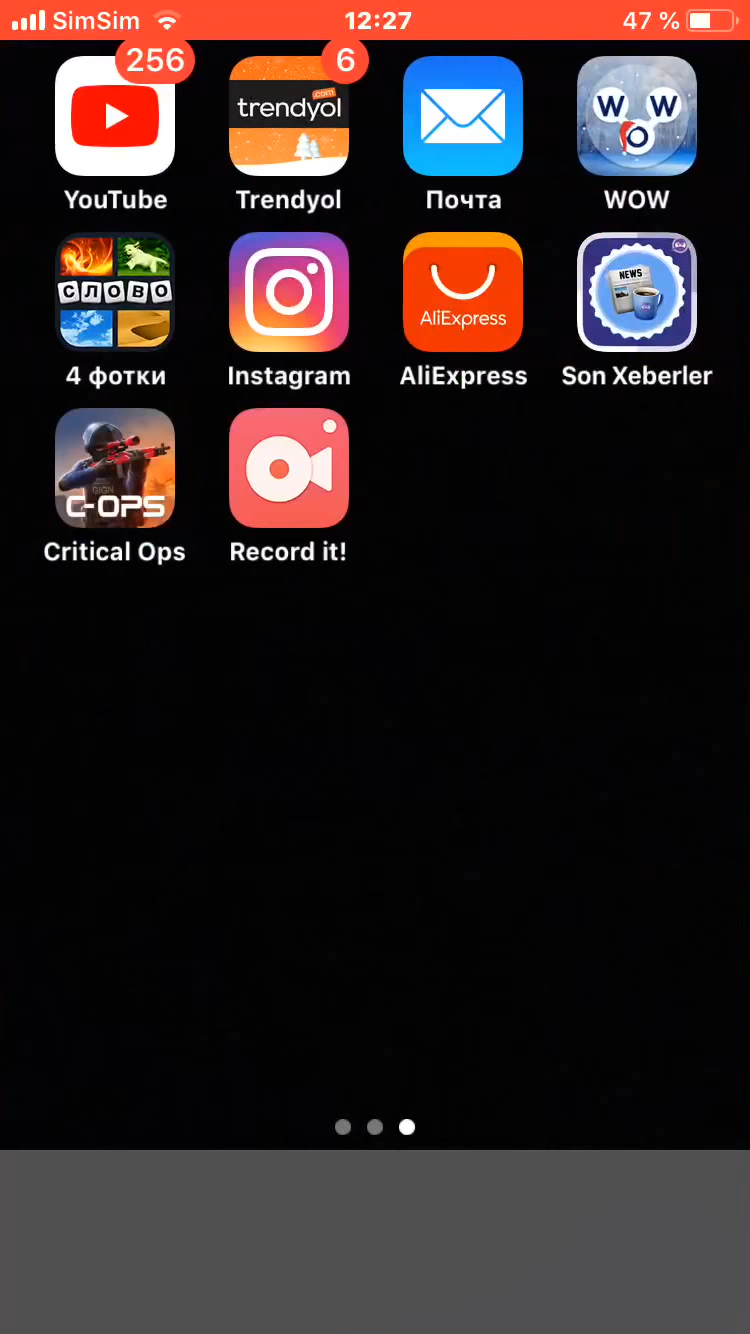 SimSim 12:27 47 %
256 6
.com
trendyol
W W
O
YouTube Trendyol Почта WOW
NEWS
СЛОВО
AliExpress
4 фотки Instagram AliExpress Son Xeberler
GIGN
C-OPS
Critical Ops Record it!